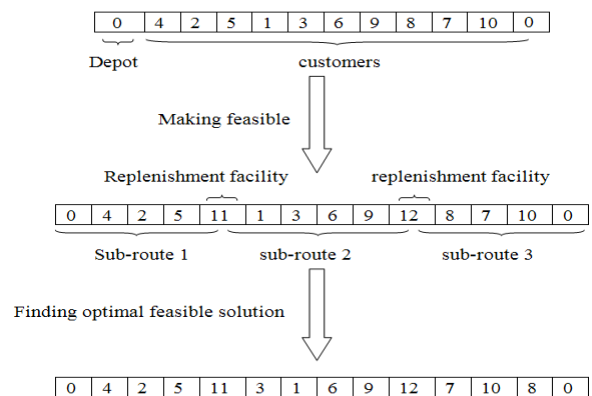 0 4 2 5 1 3 6 9 8 7 10 0
Depot customers
Making feasible
Replenishment facility replenishment facility
0 4 2 5 11 1 3 6 9 12 8 7 10 0
Sub-route 1 sub-route 2 sub-route 3
Finding optimal feasible solution
0 4 2 5 11 3 1 6 9 12 7 10 8 0